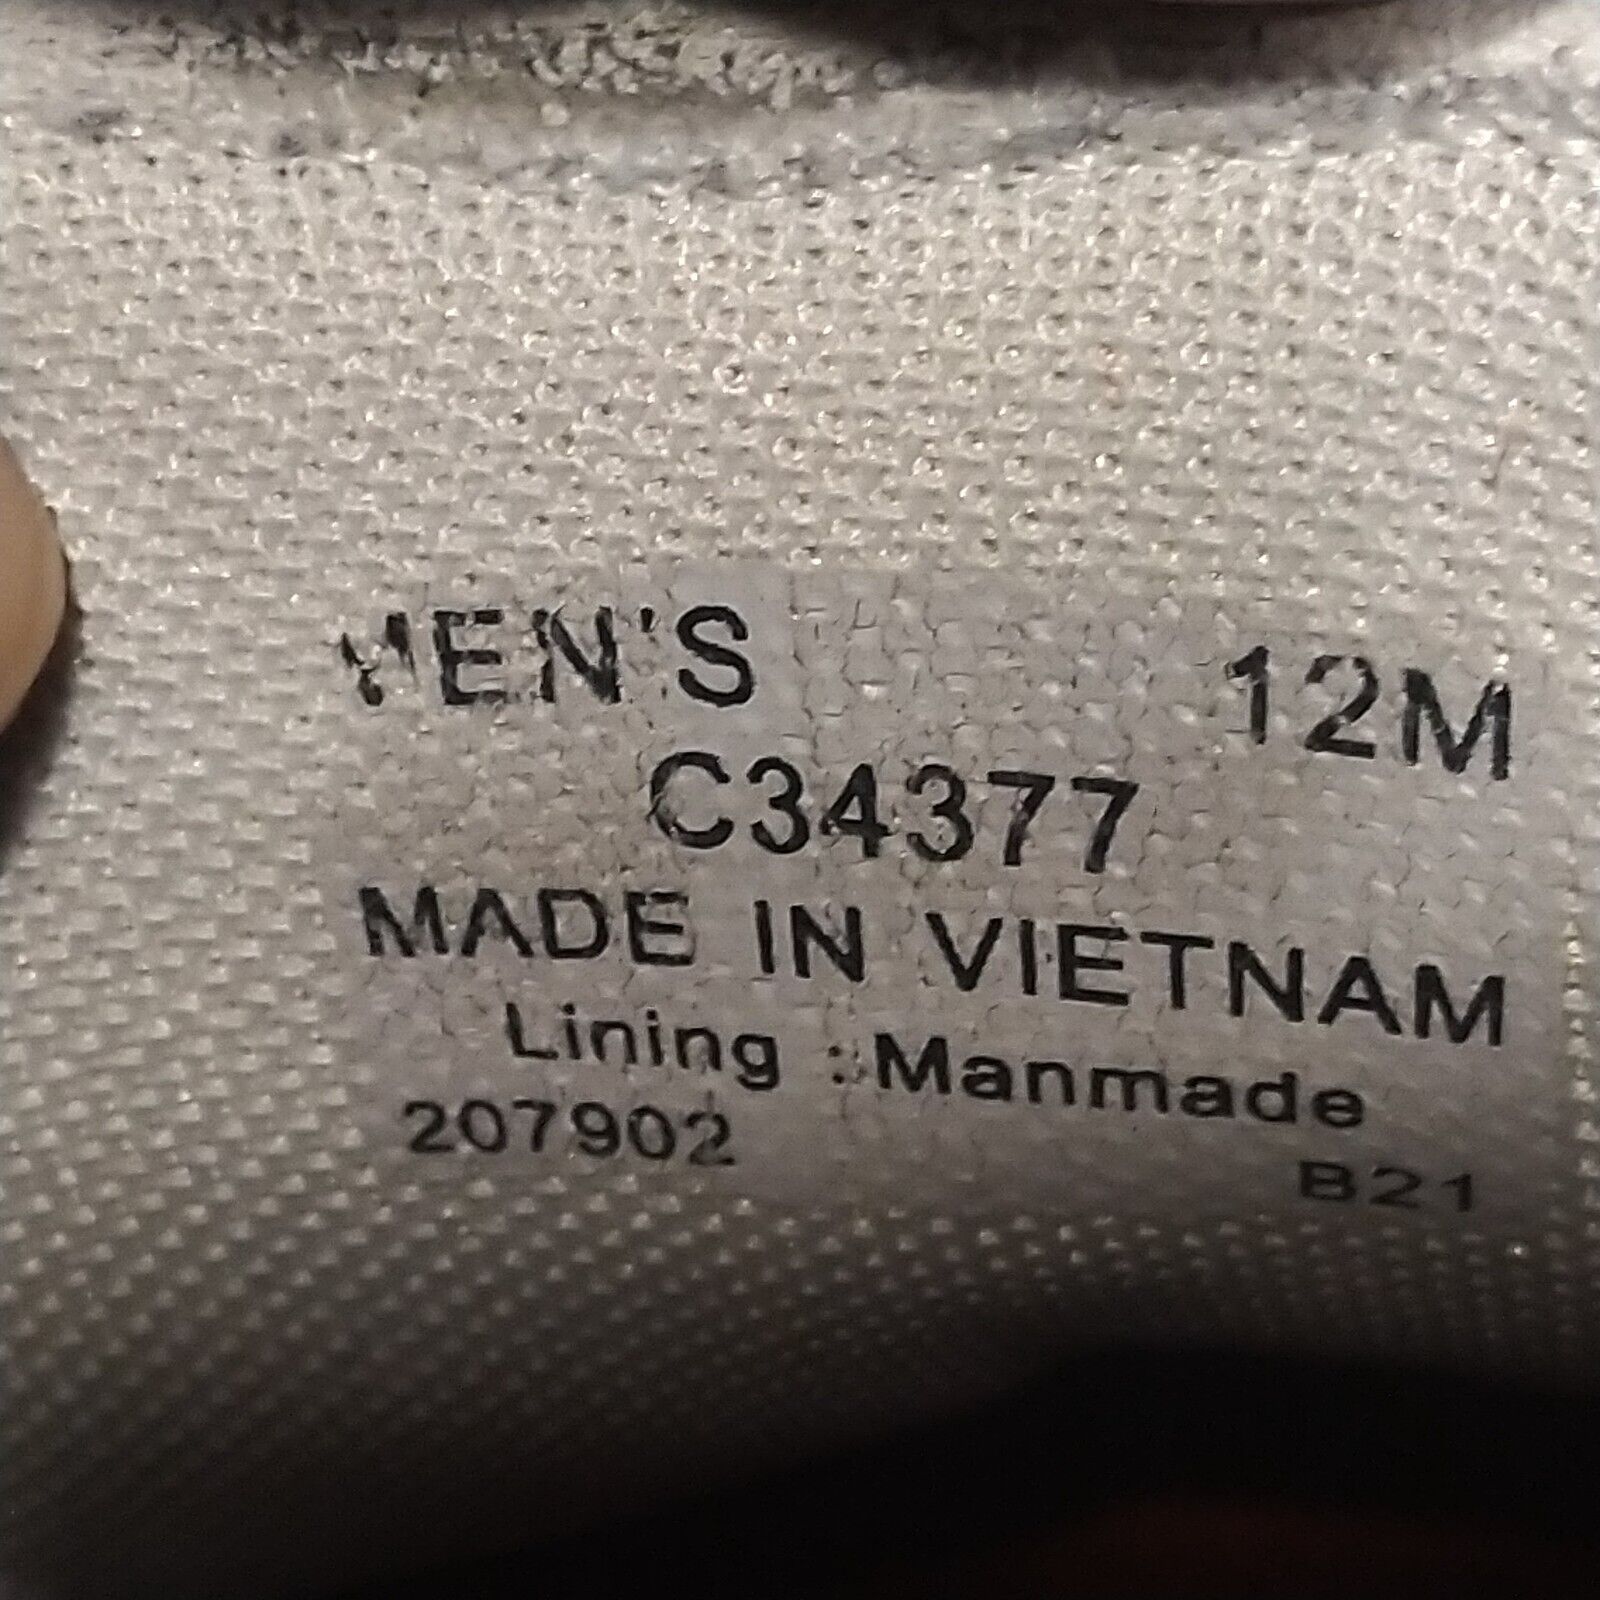 MEN'S 12M
C34377
MADE IN VIETNAM
Lining : Manmade
207902 B21